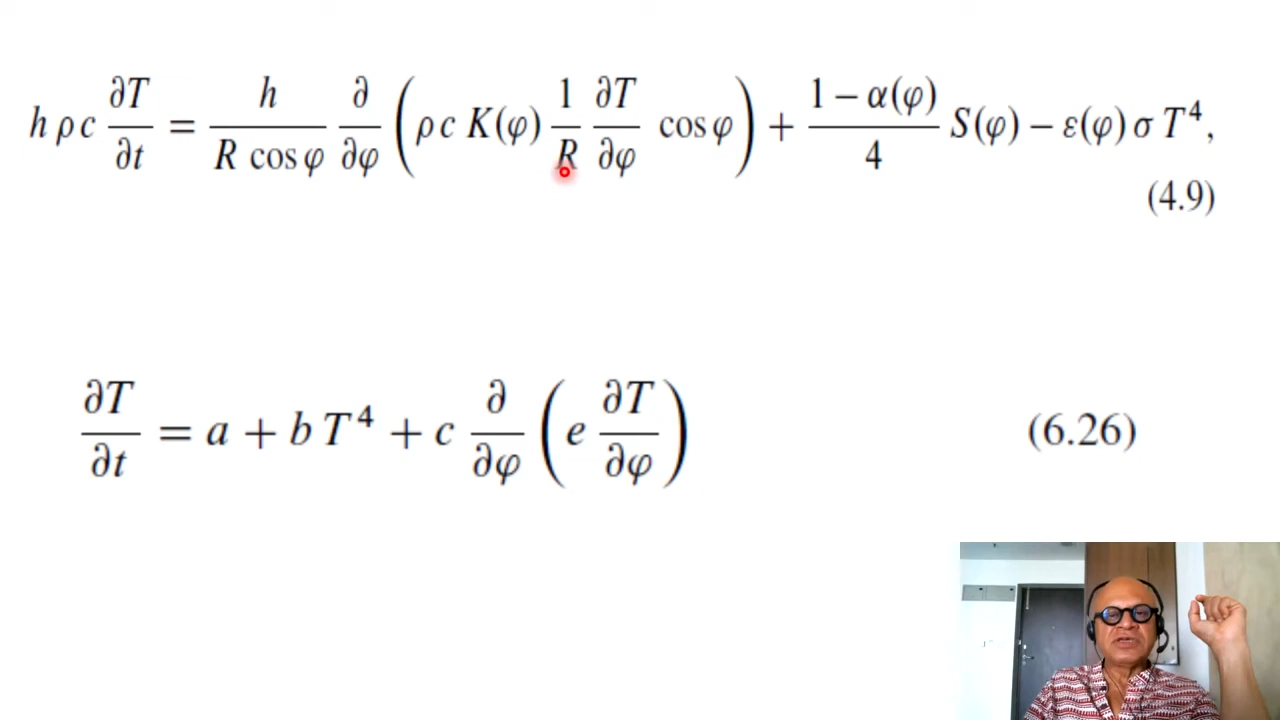 h ρ c ∂T/∂t = h/(R cos φ) ∂/∂φ (ρ c K(φ) 1/R ∂T/∂φ cos φ) + (1 − α(φ))/4 S(φ) − ε(φ) σ T⁴,
(4.9)
∂T/∂t = a + b T⁴ + c ∂/∂φ (e ∂T/∂φ) (6.26)